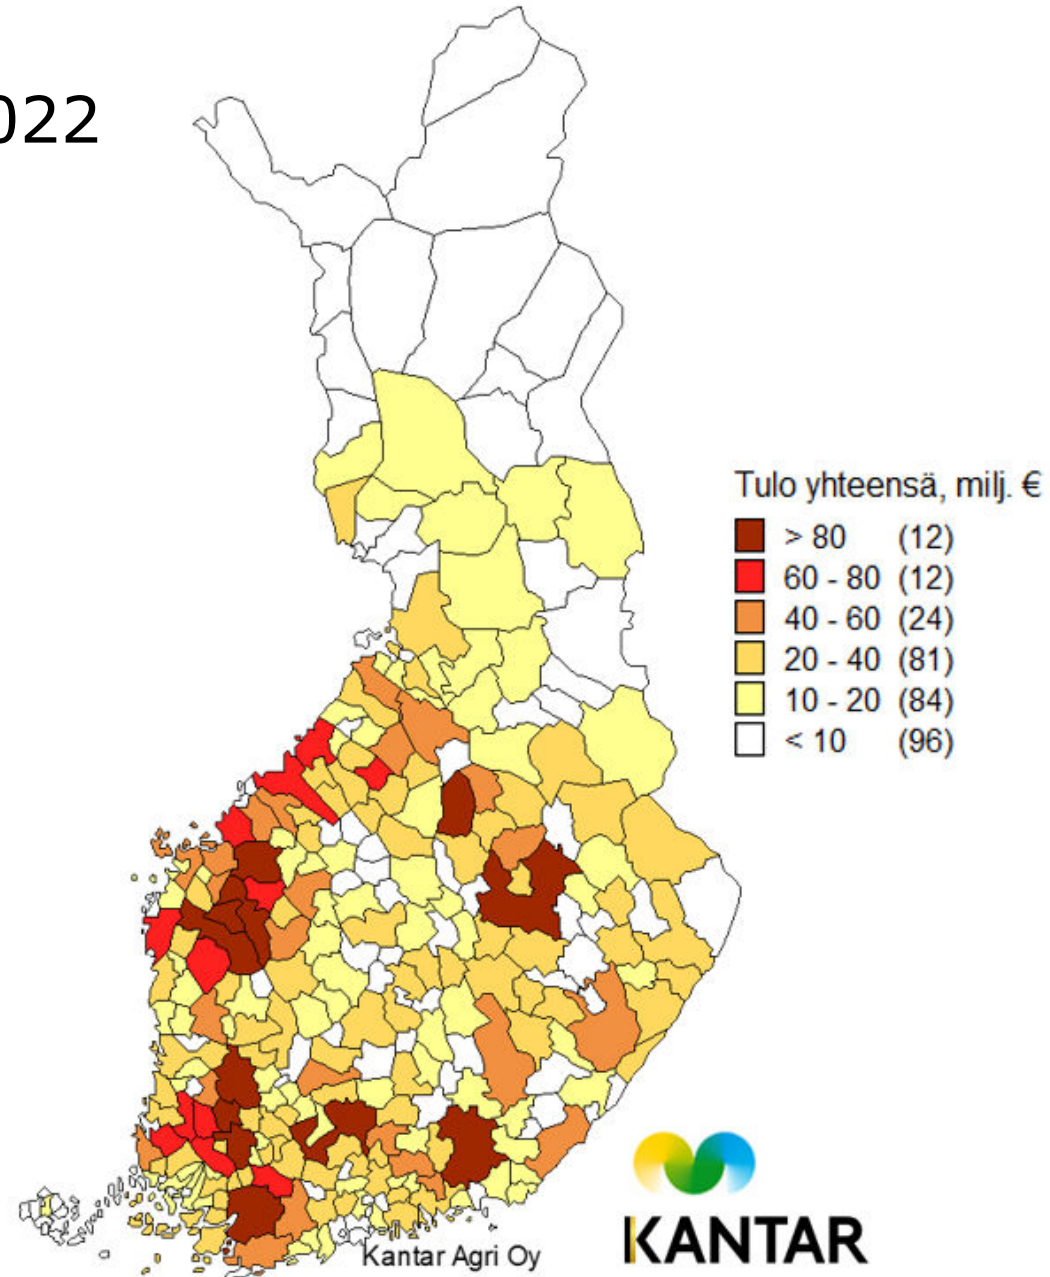 022
Tulo yhteensä, milj. €
> 80 (12)
60 - 80 (12)
40 - 60 (24)
20 - 40 (81)
10 - 20 (84)
< 10 (96)
KANTAR
Kantar Agri Oy